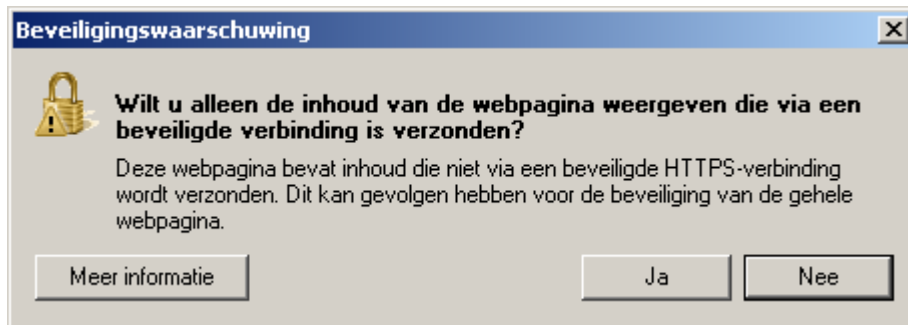 Beveiligingswaarschuwing
Wilt u alleen de inhoud van de webpagina weergeven die via een
beveiligde verbinding is verzonden?
Deze webpagina bevat inhoud die niet via een beveiligde HTTPS-verbinding
wordt verzonden. Dit kan gevolgen hebben voor de beveiliging van de gehele
webpagina.
Meer informatie
Ja
Nee